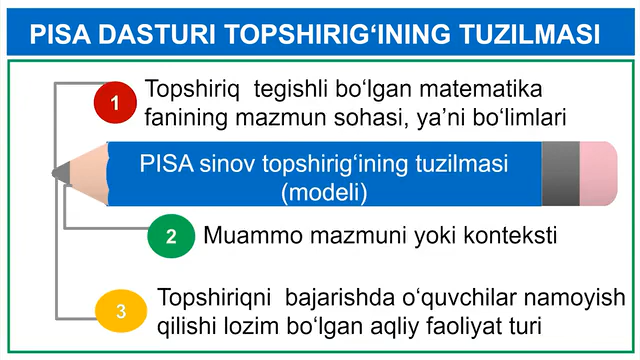 PISA DASTURI TOPSHIRIG‘INING TUZILMASI
1
Topshiriq tegishli bo‘lgan matematika
fanining mazmun sohasi, ya’ni bo‘limlari
PISA sinov topshirig‘ining tuzilmasi
(modeli)
2
Muammo mazmuni yoki konteksti
3
Topshiriqni bajarishda o‘quvchilar namoyish
qilishi lozim bo‘lgan aqliy faoliyat turi